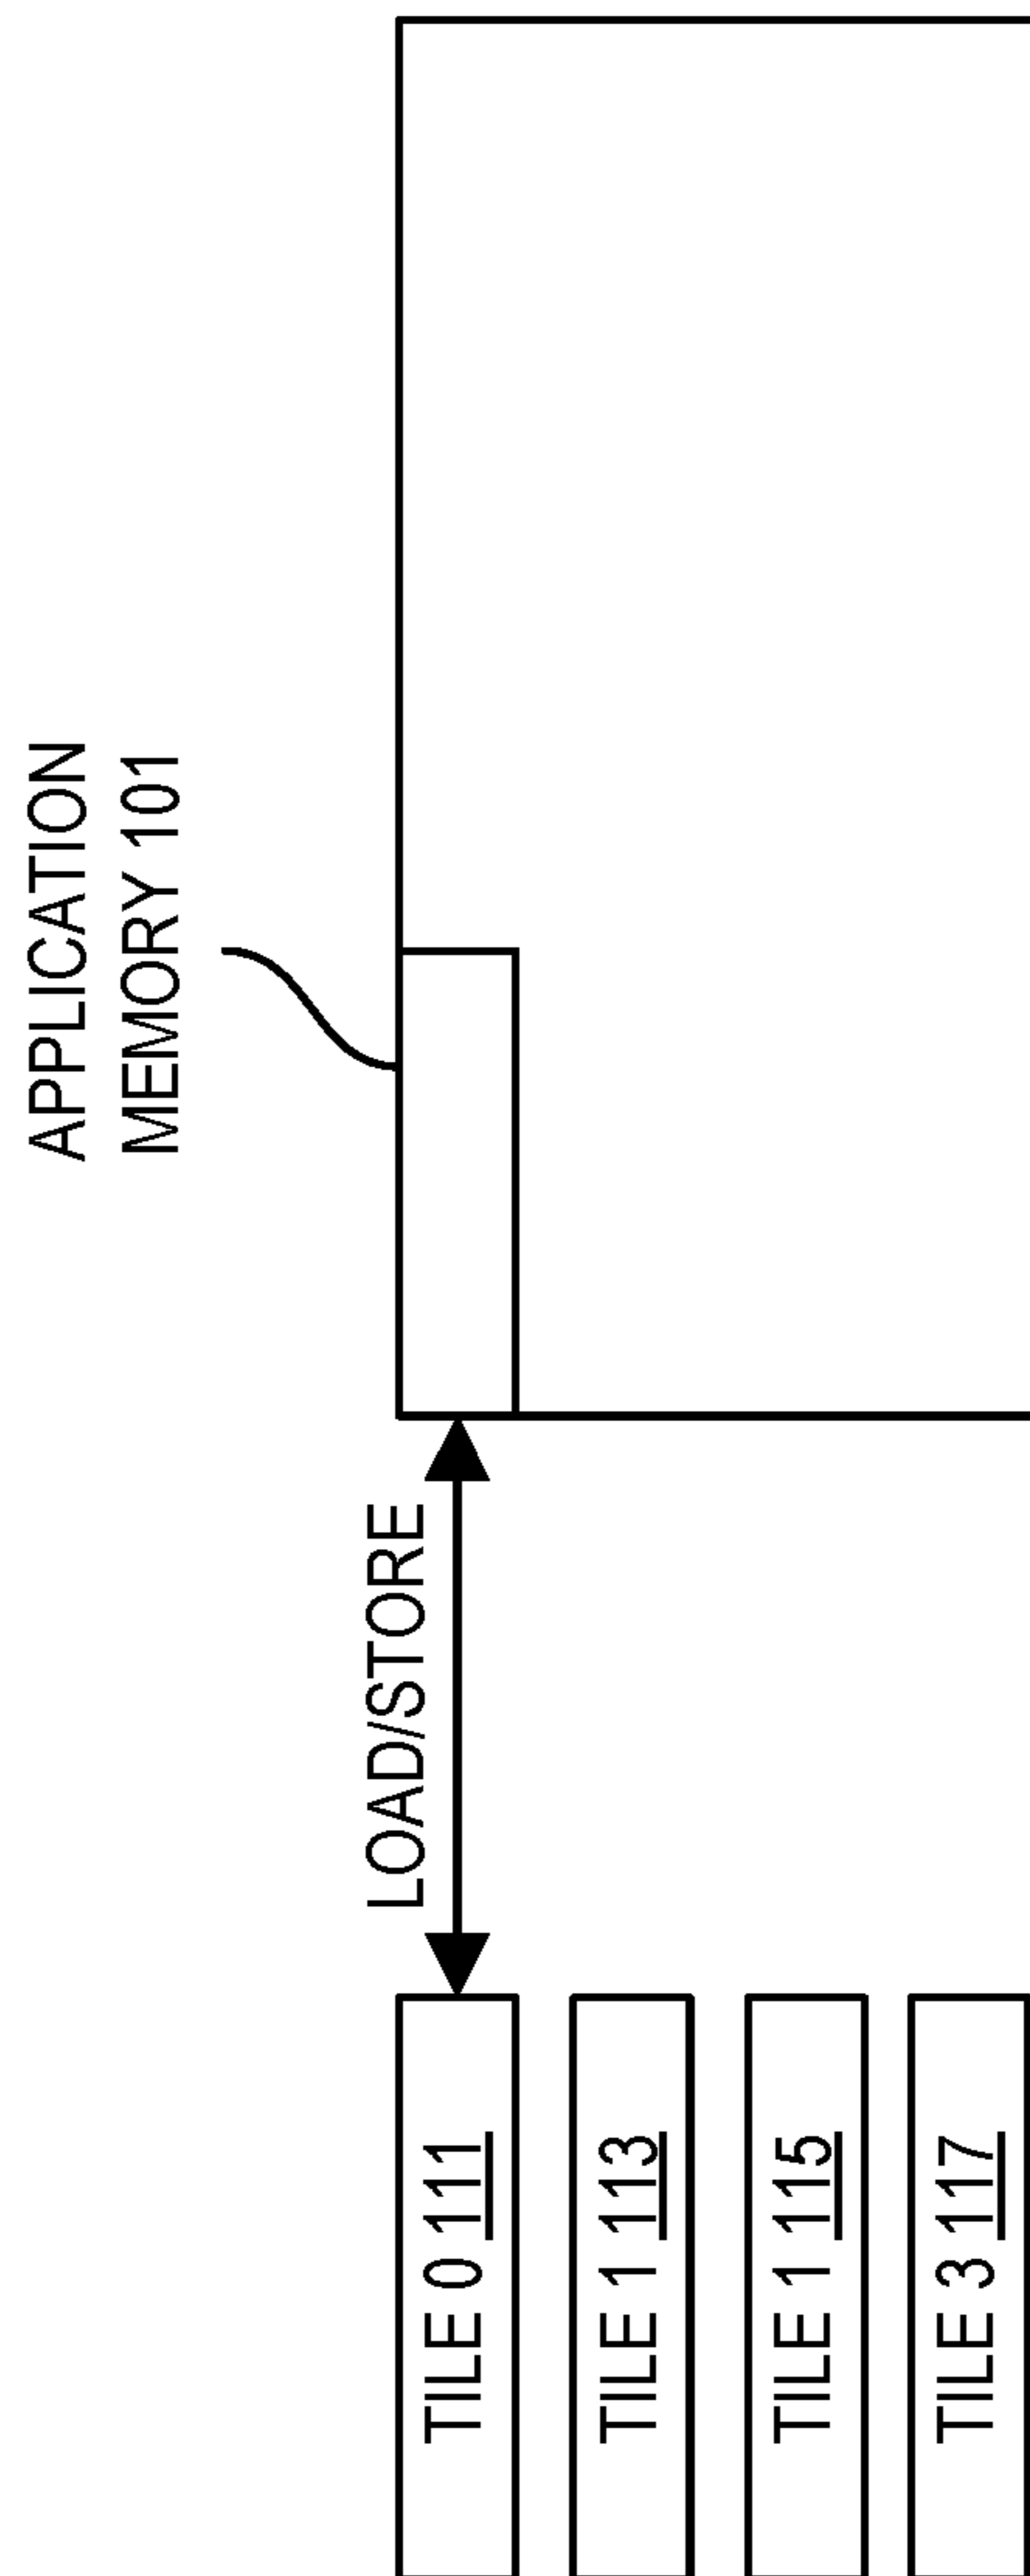 APPLICATION
MEMORY 101
LOAD/STORE
TILE 0 111
TILE 1 113
TILE 1 115
TILE 3 117